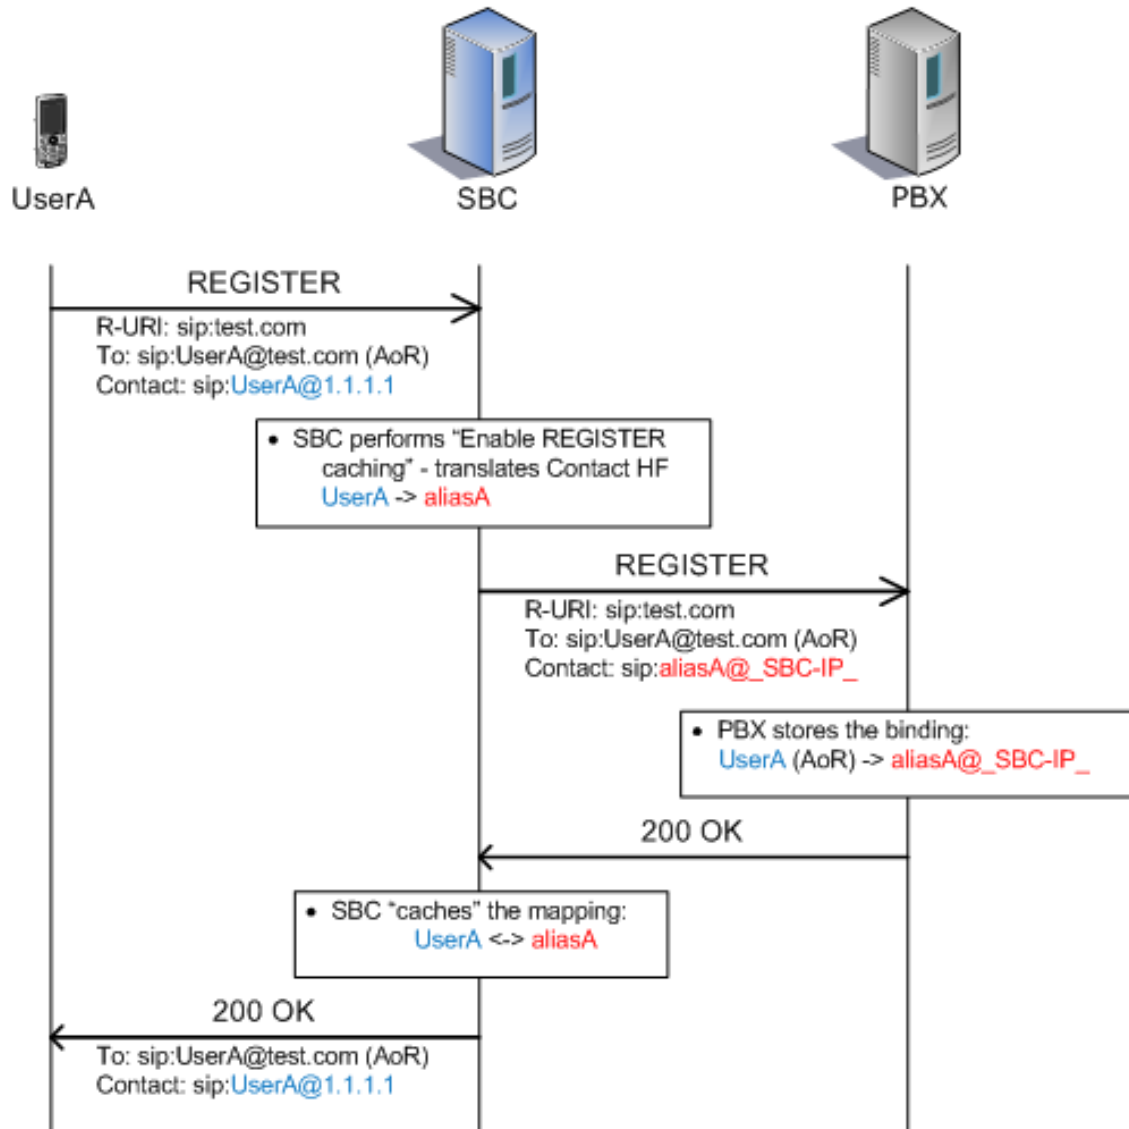 UserA
SBC
PBX
REGISTER
R-URI: sip:test.com
To: sip:UserA@test.com (AoR)
Contact: sip:UserA@1.1.1.1
• SBC performs “Enable REGISTER
caching” - translates Contact HF
UserA -> aliasA
REGISTER
R-URI: sip:test.com
To: sip:UserA@test.com (AoR)
Contact: sip:aliasA@_SBC-IP_
• PBX stores the binding:
UserA (AoR) -> aliasA@_SBC-IP_
200 OK
• SBC “caches” the mapping:
UserA <-> aliasA
200 OK
To: sip:UserA@test.com (AoR)
Contact: sip:UserA@1.1.1.1